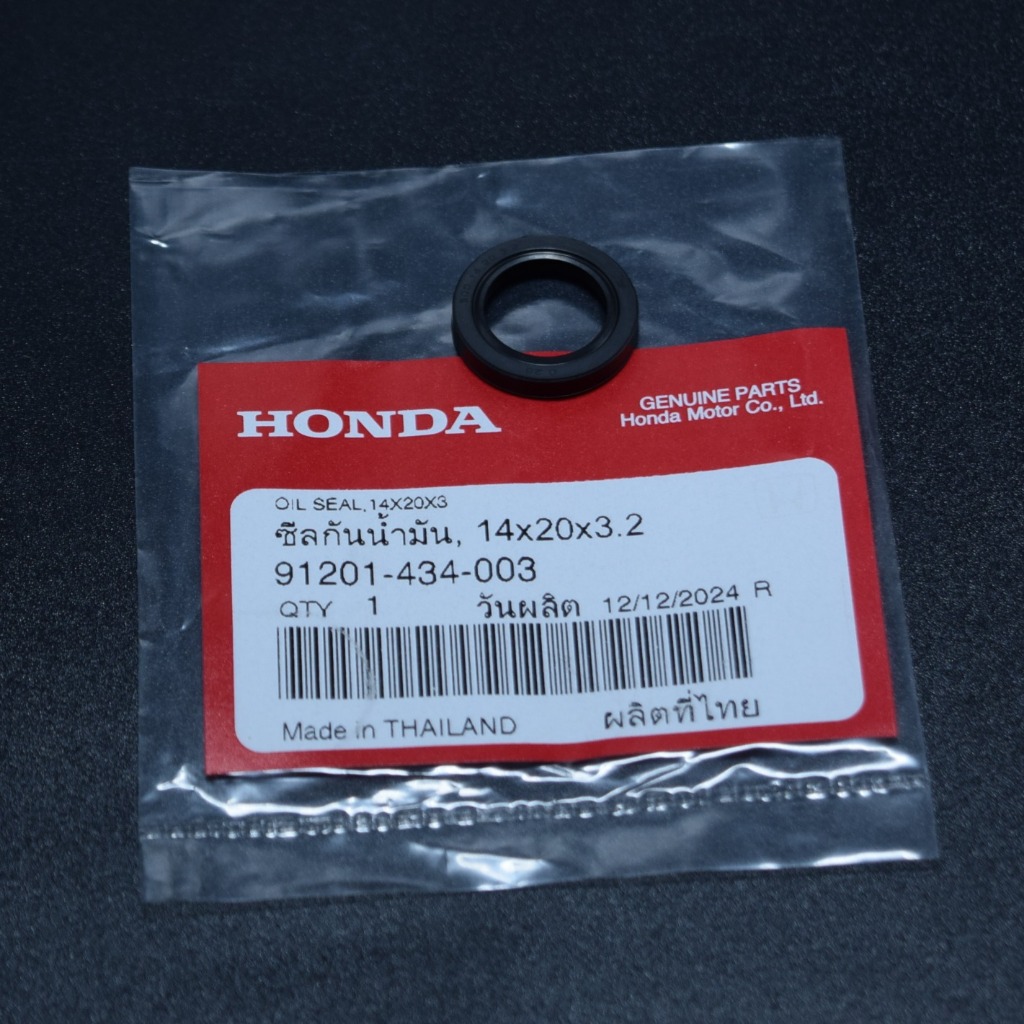 HONDA
GENUINE PARTS
Honda Motor Co., Ltd.
OIL SEAL,14X20X3
ซีลกันน้ำมัน, 14x20x3.2
91201-434-003
QTY 1 วันผลิต 12/12/2024 R
Made in THAILAND ผลิตที่ไทย